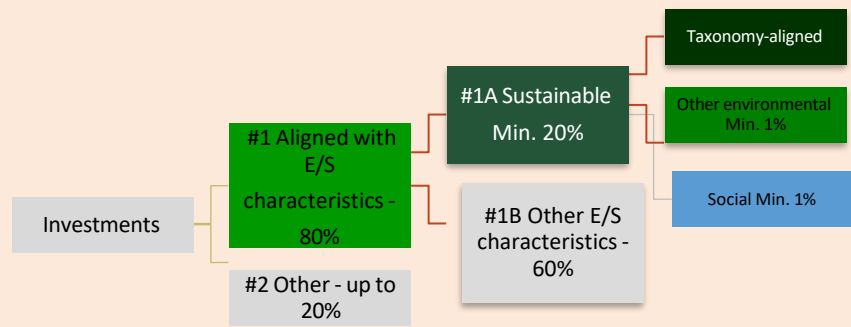 Investments
#1 Aligned with
E/S
characteristics -
80%
#2 Other - up to
20%
#1A Sustainable
Min. 20%
#1B Other E/S
characteristics -
60%
Taxonomy-aligned
Other environmental
Min. 1%
Social Min. 1%